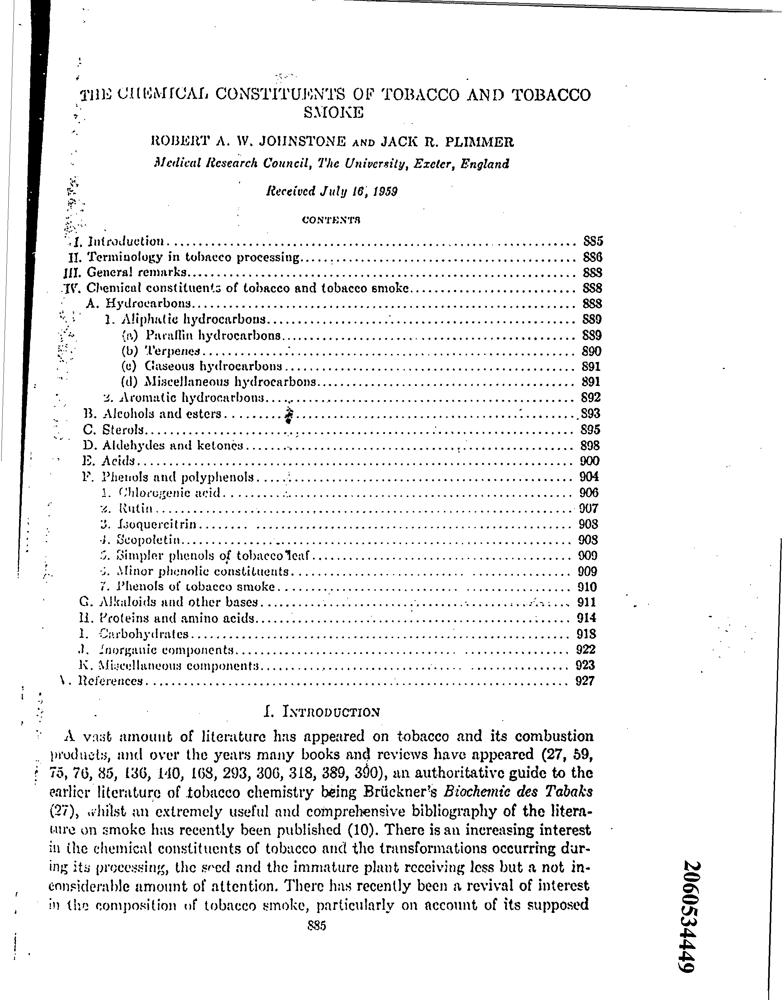 THE CHEMICAL CONSTITUENTS OF TOBACCO AND TOBACCO
SMOKE
ROBERT A. W. JOHNSTONE AND JACK R. PLIMMER
Medical Research Council, The University, Exeter, England
Received July 16, 1959
CONTENTS
I. Introduction........ 885
II. Terminology in tobacco processing........ 886
III. General remarks........ 888
IV. Chemical constituents of tobacco and tobacco smoke........ 888
A. Hydrocarbons........ 888
1. Aliphatic hydrocarbons........ 889
(a) Paraffin hydrocarbons........ 889
(b) Terpenes........ 890
(c) Gaseous hydrocarbons........ 891
(d) Miscellaneous hydrocarbons........ 891
2. Aromatic hydrocarbons........ 892
B. Alcohols and esters........ 893
C. Sterols........ 895
D. Aldehydes and ketones........ 898
E. Acids........ 900
F. Phenols and polyphenols........ 904
1. Chlorogenic acid........ 906
2. Rutin........ 907
3. Isoquercitrin........ 908
4. Scopoletin........ 908
5. Simpler phenols of tobacco leaf........ 909
6. Minor phenolic constituents........ 909
7. Phenols of tobacco smoke........ 910
G. Alkaloids and other bases........ 911
H. Proteins and amino acids........ 914
I. Carbohydrates........ 918
J. Inorganic components........ 922
K. Miscellaneous components........ 923
V. References........ 927
I. INTRODUCTION
A vast amount of literature has appeared on tobacco and its combustion
products, and over the years many books and reviews have appeared (27, 59,
75, 76, 85, 136, 140, 168, 293, 306, 318, 389, 390), an authoritative guide to the
earlier literature of tobacco chemistry being Brückner's Biochemie des Tabaks
(27), whilst an extremely useful and comprehensive bibliography of the litera-
ture on smoke has recently been published (10). There is an increasing interest
in the chemical constituents of tobacco and the transformations occurring dur-
ing its processing, the seed and the immature plant receiving less but a not in-
considerable amount of attention. There has recently been a revival of interest
in the composition of tobacco smoke, particularly on account of its supposed
885
2060534449